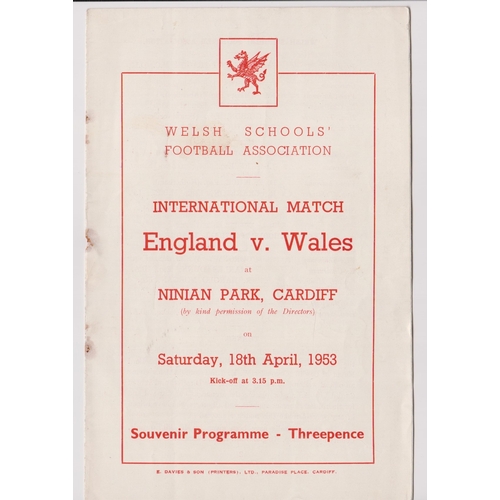 WELSH SCHOOLS'
FOOTBALL ASSOCIATION
INTERNATIONAL MATCH
England v. Wales
at
NINIAN PARK, CARDIFF
(by kind permission of the Directors)
on
Saturday, 18th April, 1953
Kick-off at 3.15 p.m.
Souvenir Programme - Threepence
E. DAVIES & SON (PRINTERS), LTD., PARADISE PLACE, CARDIFF.